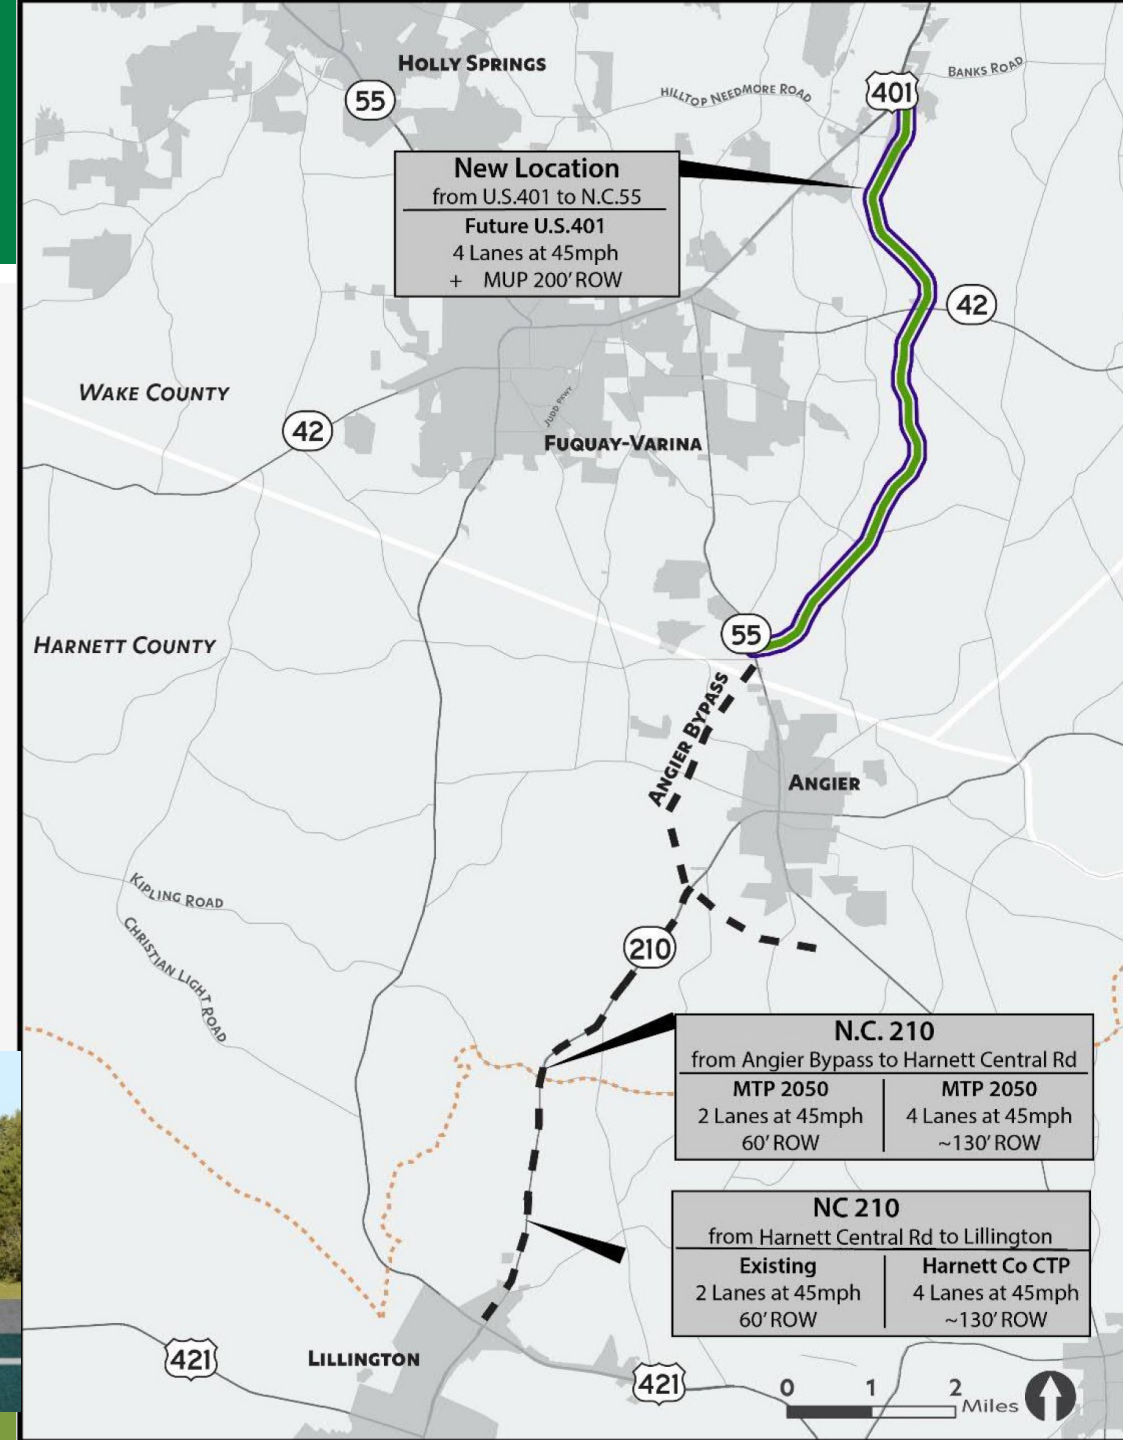 HOLLY SPRINGS
55
HILLTOP NEEDMORE ROAD
401
BANKS ROAD
New Location
from U.S.401 to N.C.55
Future U.S.401
4 Lanes at 45mph
+ MUP 200' ROW
42
WAKE COUNTY
42
JUDD PKWY
FUQUAY-VARINA
55
HARNETT COUNTY
ANGIER BYPASS
ANGIER
KIPLING ROAD
CHRISTIAN LIGHT ROAD
210
N.C. 210
from Angier Bypass to Harnett Central Rd
MTP 2050 MTP 2050
2 Lanes at 45mph 4 Lanes at 45mph
60' ROW ~130' ROW
NC 210
from Harnett Central Rd to Lillington
Existing Harnett Co CTP
2 Lanes at 45mph 4 Lanes at 45mph
60' ROW ~130' ROW
421
LILLINGTON
421
0 1 2
Miles